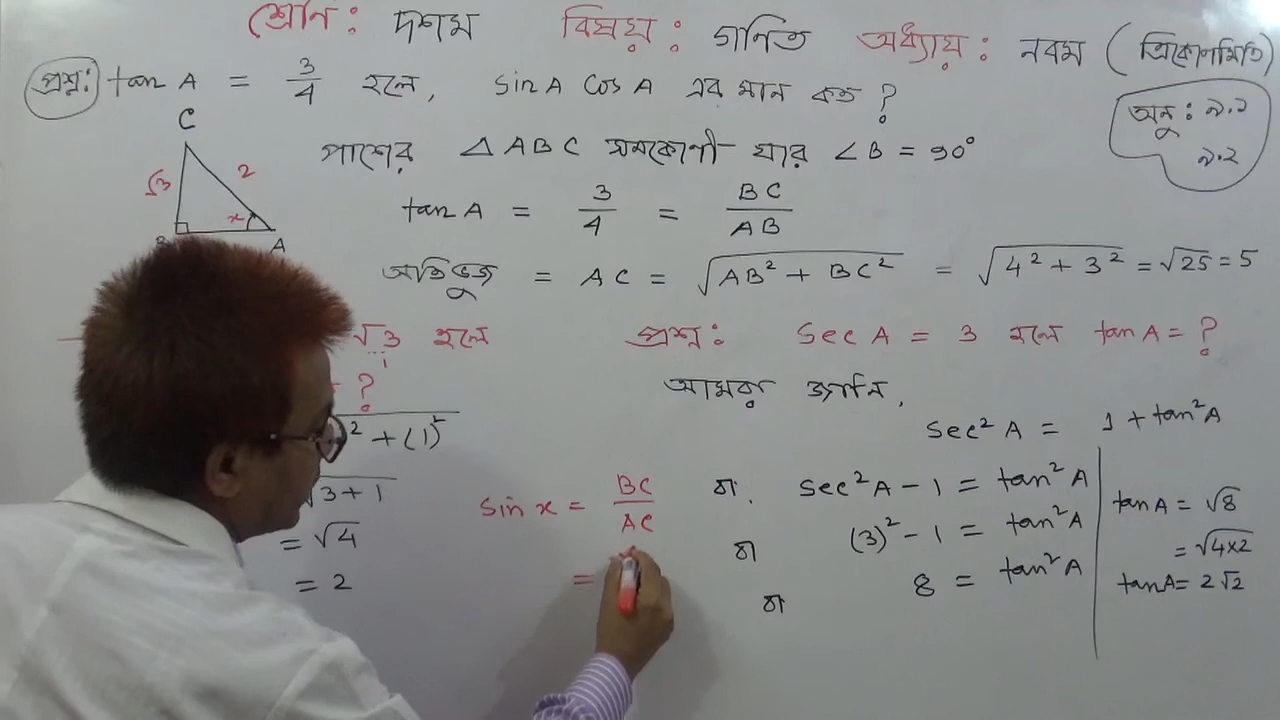 শ্রেনি: দশম বিষয়: গণিত অধ্যায়: নবম (ত্রিকোণমিতি)
প্রশ্ন: tan A = 3/4 হলে, sinA cosA এর মান কত?
অনু: ৯.১
৯.২
C
√3 2
x
A
পাশের △ABC সমকোণী যার ∠B = 90°
tan A = 3/4 = BC/AB
অতিভুজ = AC = √(AB² + BC²) = √(4² + 3²) = √25 = 5
√3 হলে
?
² + (1)²
√3+1
= √4
= 2
sin x = BC/AC
=
প্রশ্ন: Sec A = 3 হলে tan A = ?
আমরা জানি,
Sec² A = 1 + tan² A
বা, Sec² A - 1 = tan² A
বা (3)² - 1 = tan² A
বা 8 = tan² A
tan A = √8
= √4×2
tan A = 2√2